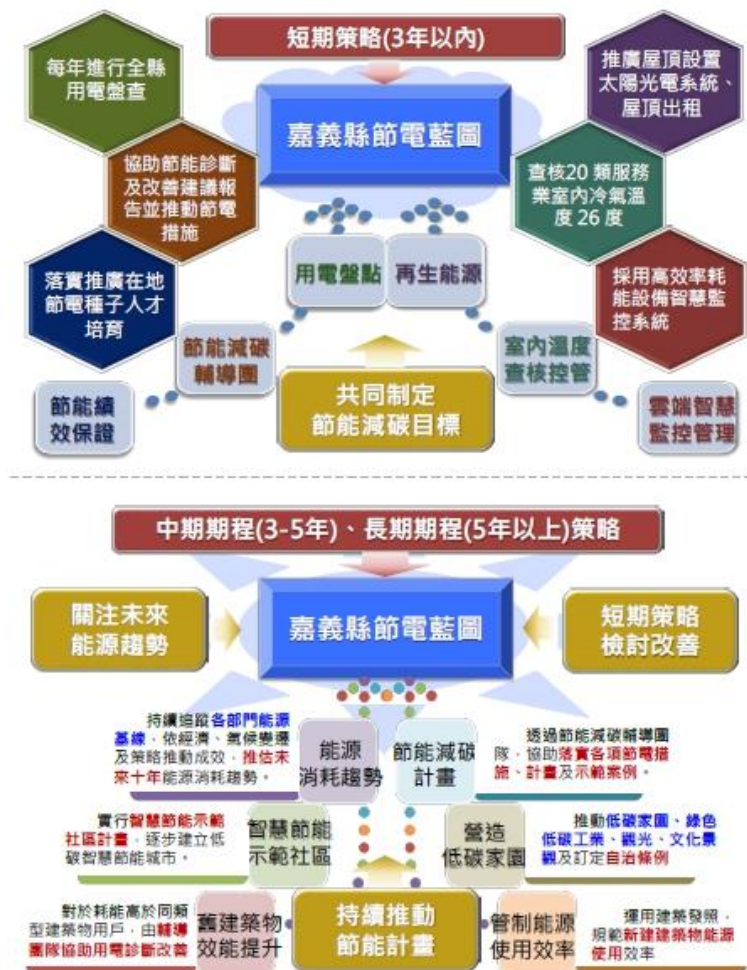 短期策略(3年以內)
每年進行全縣
用電盤查
推廣屋頂設置
太陽光電系統、
屋頂出租
嘉義縣節電藍圖
協助節能診斷
及改善建議報
告並推動節電
措施
查核20 類服務
業室內冷氣溫
度 26 度
落實推廣在地
節電種子人才
培育
用電盤點
再生能源
採用高效率耗
能設備智慧監
控系統
節能減碳
輔導團
室內溫度
查核控管
共同制定
節能減碳目標
節能績
效保證
雲端智慧
監控管理
中期期程(3-5年)、長期期程(5年以上)策略
關注未來
能源趨勢
嘉義縣節電藍圖
短期策略
檢討改善
持續追蹤各部門能源
基線，依經濟、氣候變遷
及策略推動成效，推估未
來十年能源消耗趨勢。
能源
消耗趨勢
節能減碳
計畫
透過節能減碳輔導團
隊，協助落實各項節電措
施、計畫及示範案例。
實行智慧節能示範
社區計畫，逐步建立低
碳智慧節能城市。
智慧節能
示範社區
營造
低碳家園
推動低碳家園、綠色
低碳工業、觀光、文化景
觀及訂定自治條例
對於耗能高於同類
型建築物用戶，由輔導
團隊協助用電診斷改善
舊建築物
效能提升
持續推動
節能計畫
管制能源
使用效率
運用建築發照，
規範新建建築物能源
使用效率